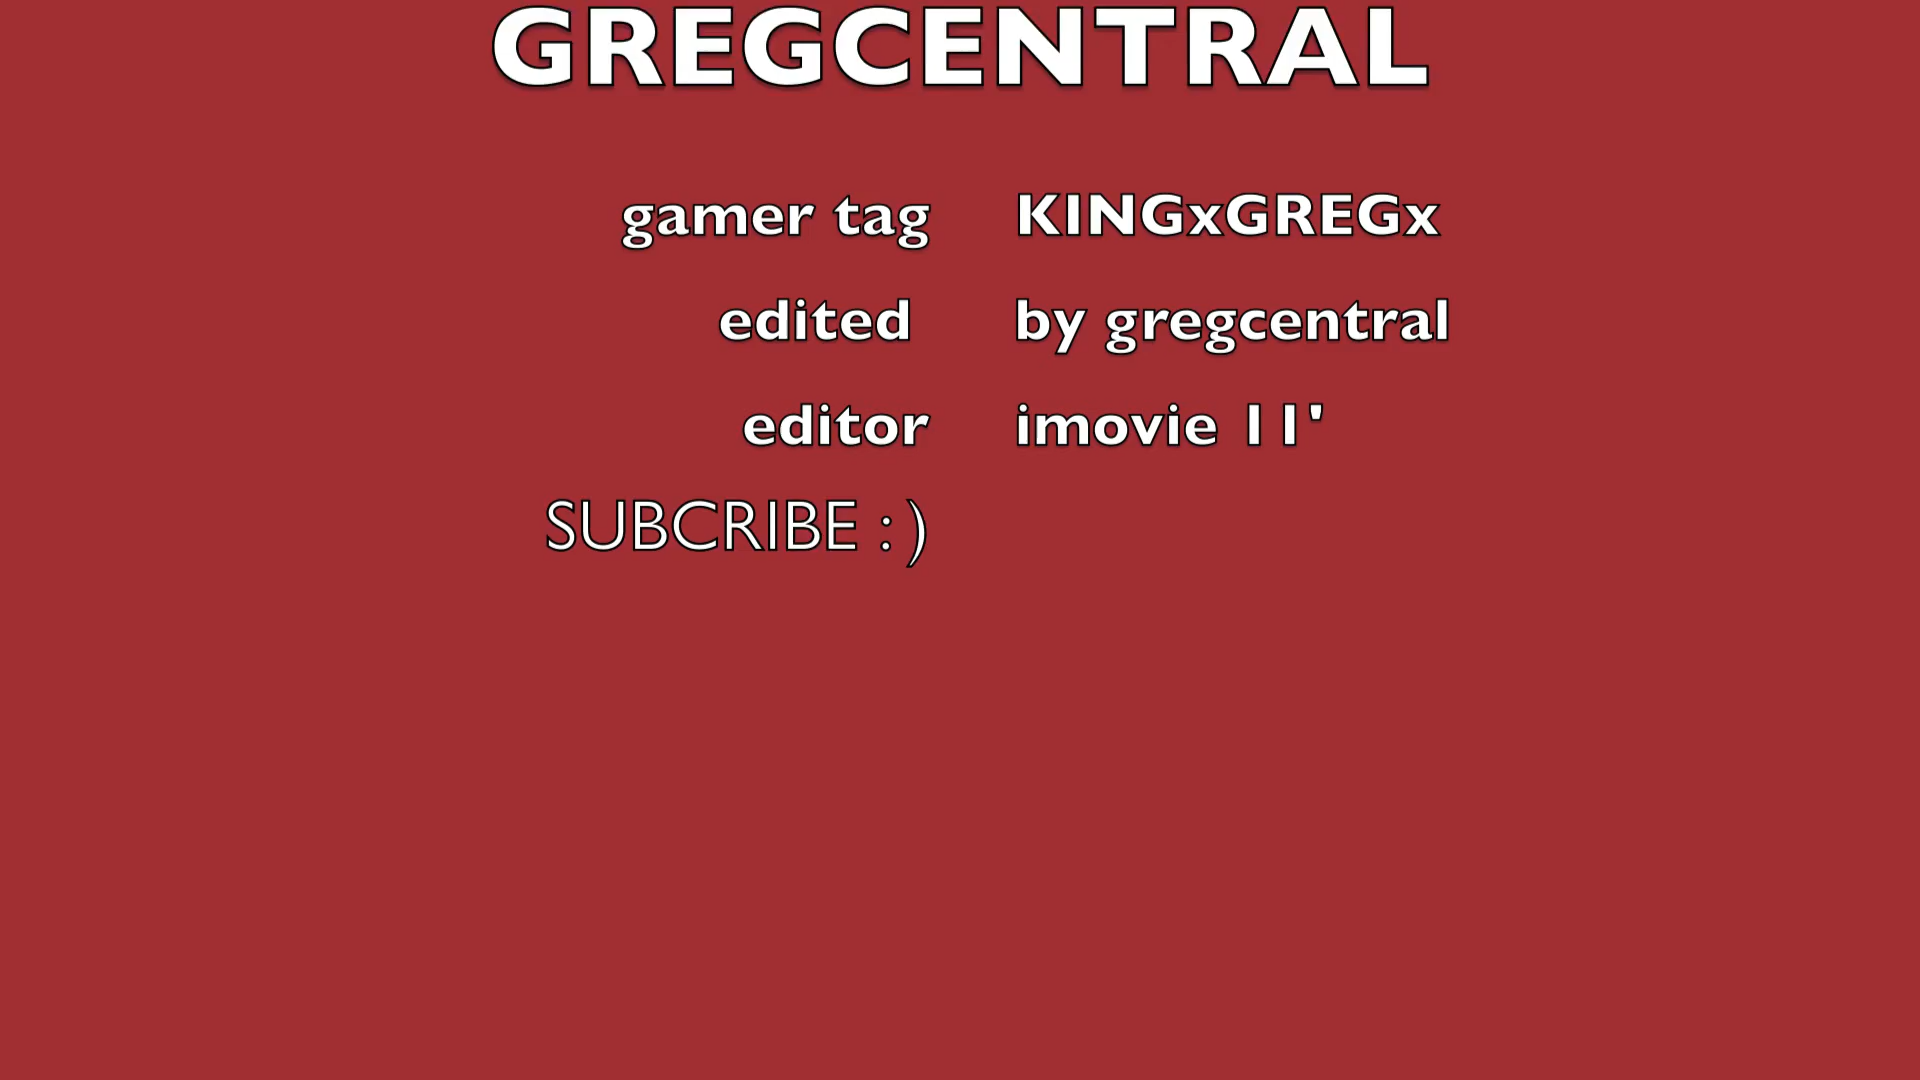 GREGCENTRAL
gamer tag KINGxGREGx
edited by gregcentral
editor imovie 11'
SUBCRIBE : )